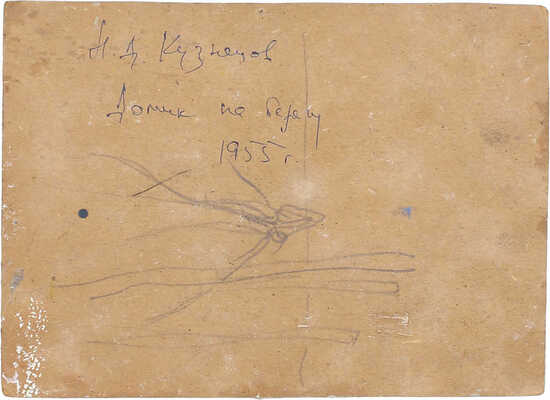 Н. Д. Кузнецов
Домик на берегу
1955 г.